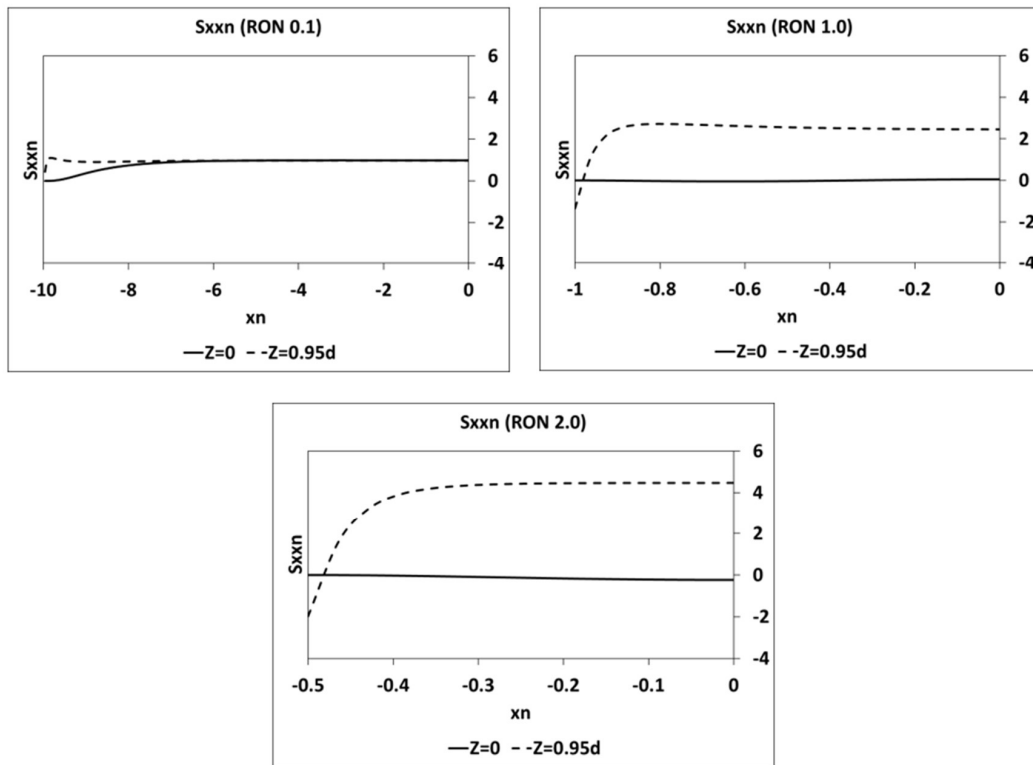 Sxxn (RON 0.1)
6
4
2
0
-2
-4
Sxxn
-10
-8
-6
-4
-2
0
xn
Z=0
-Z=0.95d
Sxxn (RON 1.0)
6
4
2
0
-2
-4
Sxxn
-1
-0.8
-0.6
-0.4
-0.2
0
xn
Z=0
-Z=0.95d
Sxxn (RON 2.0)
6
4
2
0
-2
-4
Sxxn
-0.5
-0.4
-0.3
-0.2
-0.1
0
xn
Z=0
-Z=0.95d